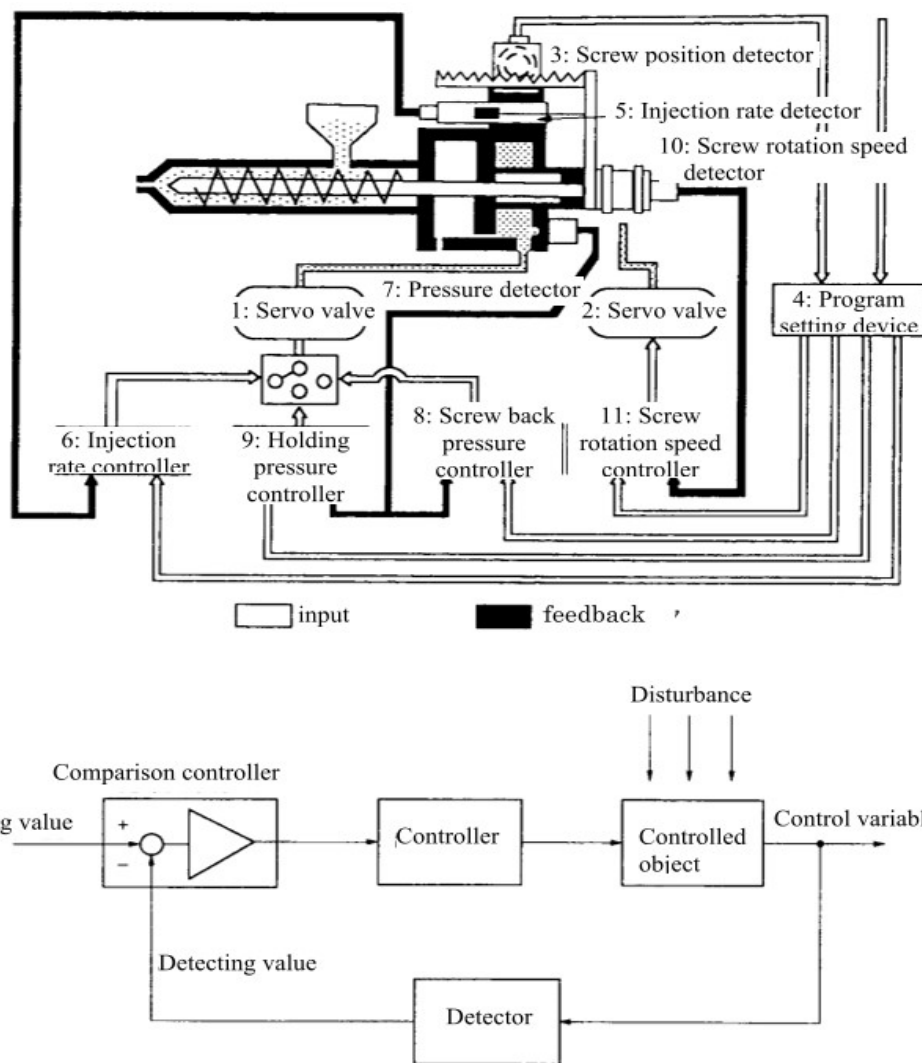 3: Screw position detector
5: Injection rate detector
10: Screw rotation speed
detector
7: Pressure detector
1: Servo valve
2: Servo valve
4: Program
setting device
6: Injection
rate controller
9: Holding
pressure
controller
8: Screw back
pressure
controller
11: Screw
rotation speed
controller
input
feedback
Disturbance
Comparison controller
g value
+
−
Controller
Controlled
object
Control variabl
Detecting value
Detector